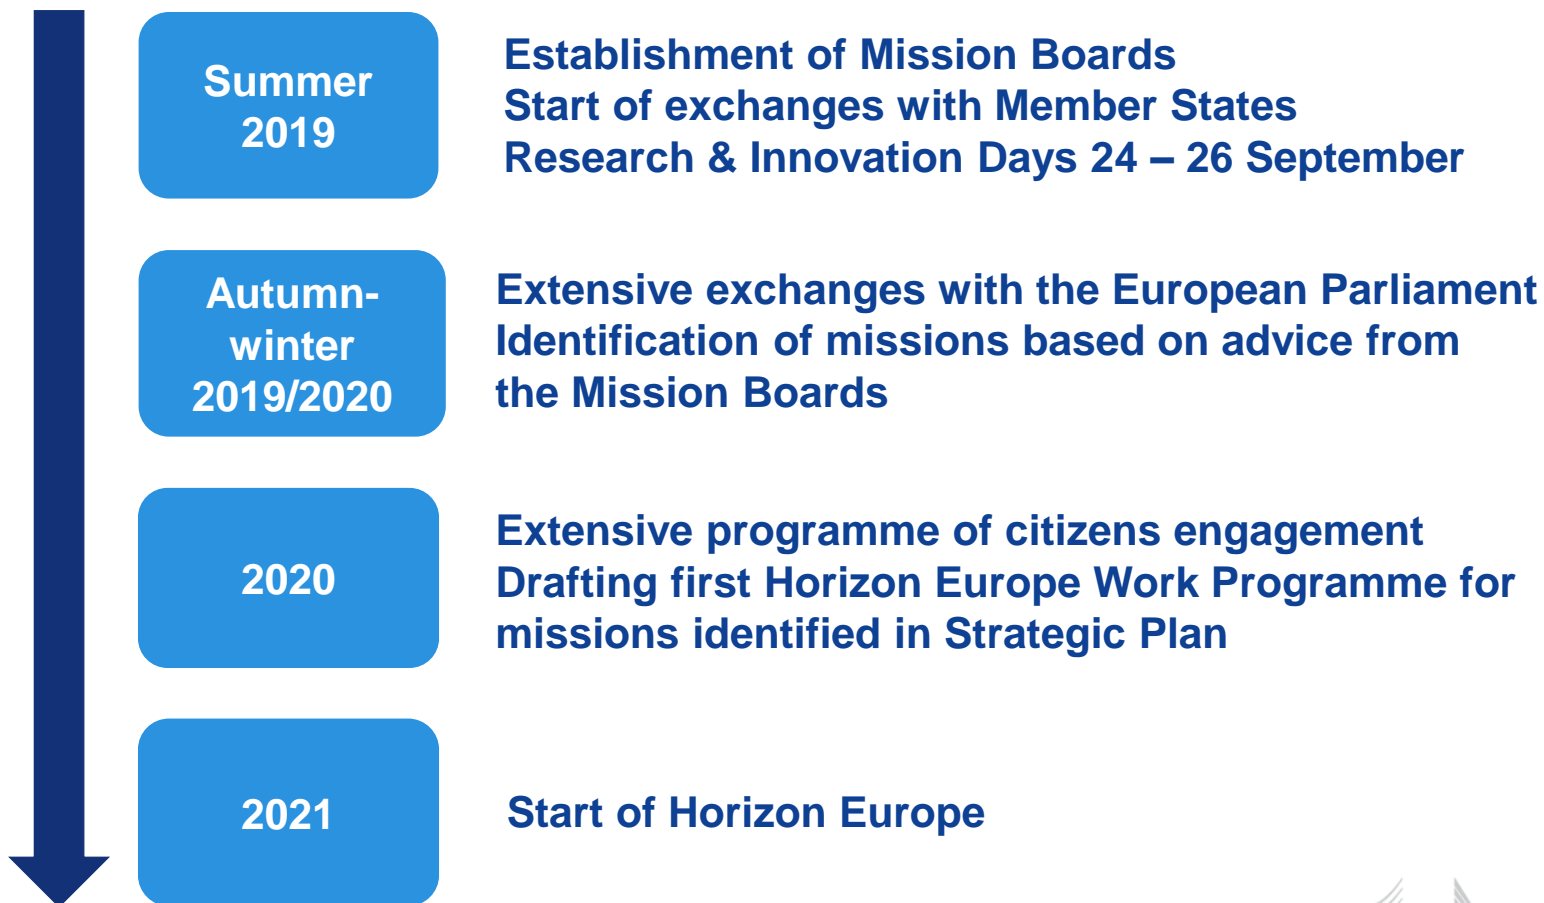 Summer
2019
Establishment of Mission Boards
Start of exchanges with Member States
Research & Innovation Days 24 – 26 September
Autumn-
winter
2019/2020
Extensive exchanges with the European Parliament
Identification of missions based on advice from
the Mission Boards
2020
Extensive programme of citizens engagement
Drafting first Horizon Europe Work Programme for
missions identified in Strategic Plan
2021
Start of Horizon Europe